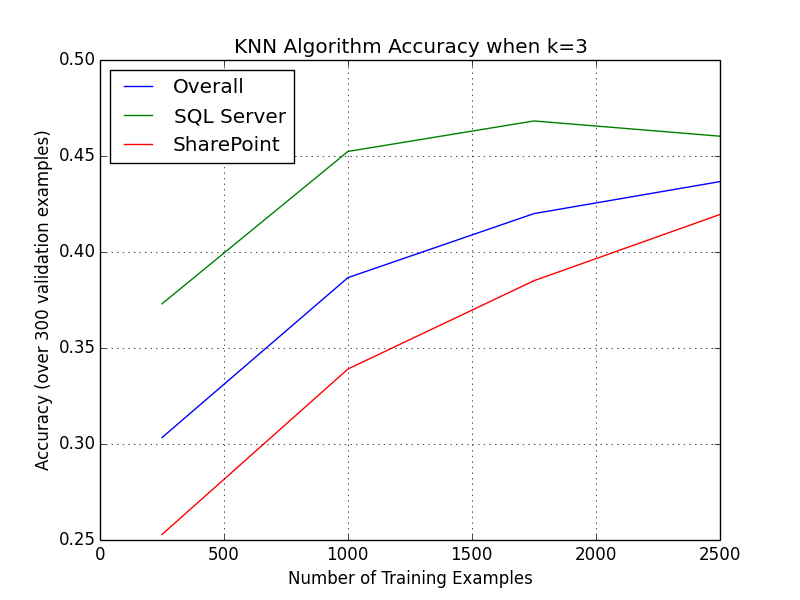 KNN Algorithm Accuracy when k=3
Overall
SQL Server
SharePoint
0.50
0.45
0.40
0.35
0.30
0.25
Accuracy (over 300 validation examples)
0 500 1000 1500 2000 2500
Number of Training Examples